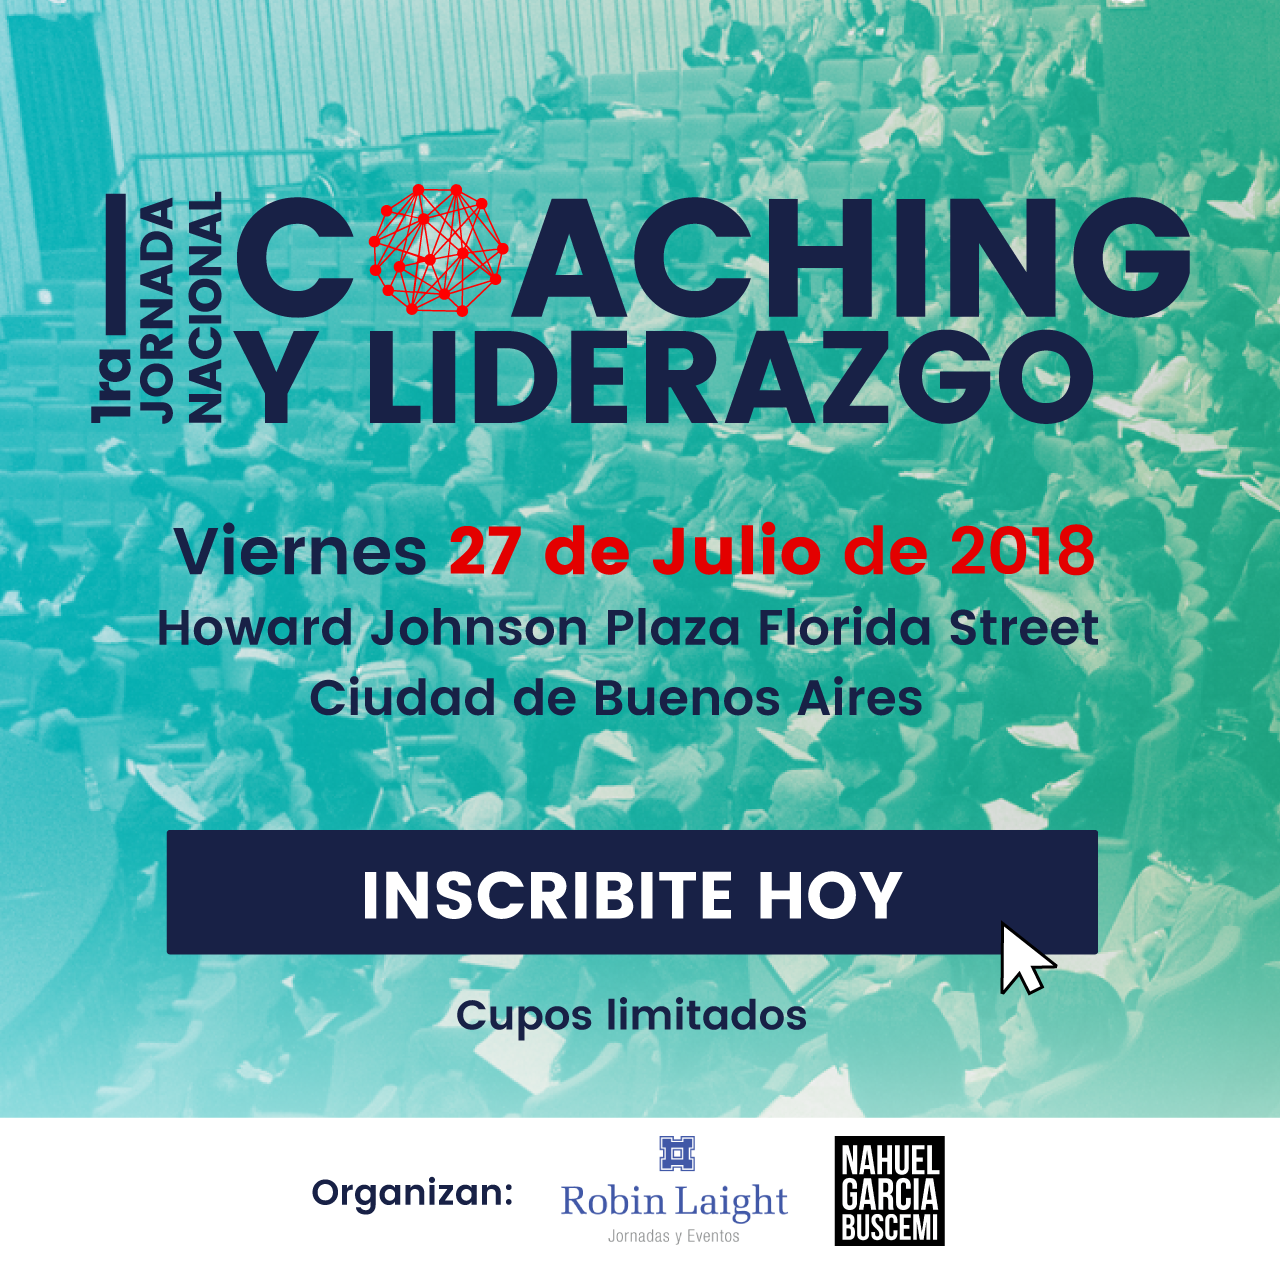 1ra
JORNADA
NACIONAL
COACHING
Y LIDERAZGO
Viernes 27 de Julio de 2018
Howard Johnson Plaza Florida Street
Ciudad de Buenos Aires
INSCRIBITE HOY
Cupos limitados
Organizan:
Robin Laight
Jornadas y Eventos
NAHUEL
GARCIA
BUSCEMI